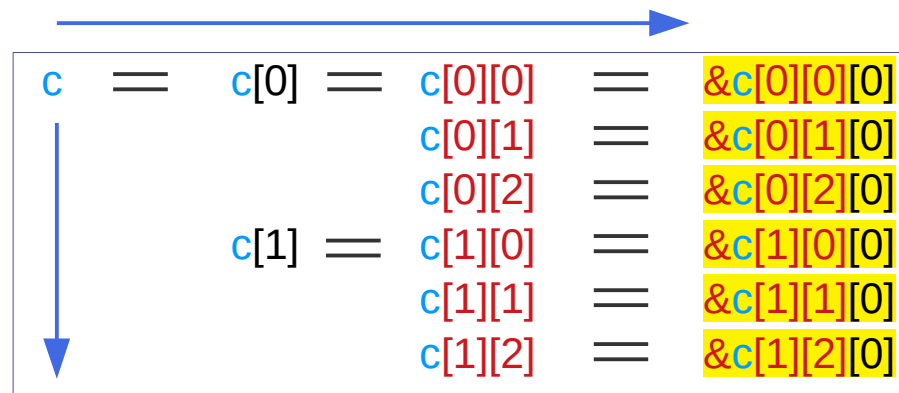 c = c[0] = c[0][0] = &c[0][0][0]
c[0][1] = &c[0][1][0]
c[0][2] = &c[0][2][0]
c[1] = c[1][0] = &c[1][0][0]
c[1][1] = &c[1][1][0]
c[1][2] = &c[1][2][0]